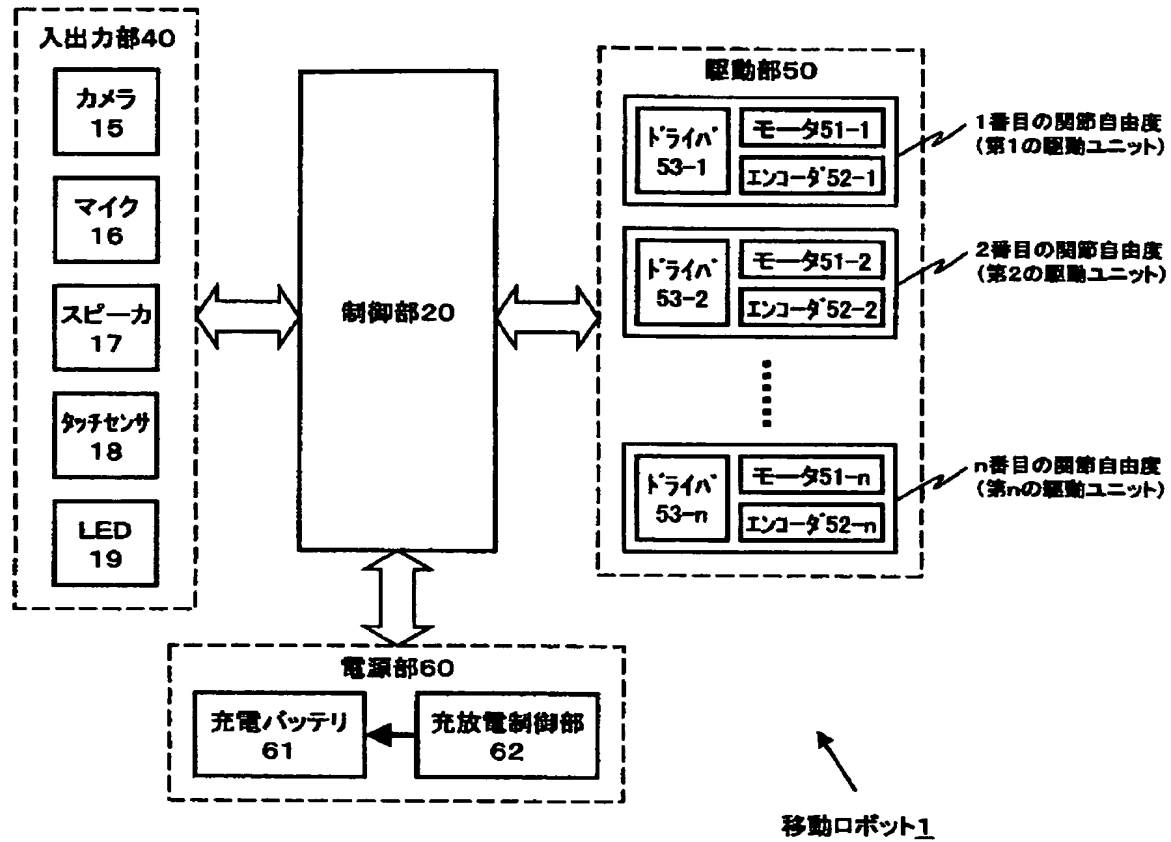 入出力部40
カメラ
15
マイク
16
スピーカ
17
タッチセンサ
18
LED
19
制御部20
駆動部50
ドライバ
53-1
モータ51-1
エンコーダ52-1
1番目の関節自由度
(第1の駆動ユニット)
ドライバ
53-2
モータ51-2
エンコーダ52-2
2番目の関節自由度
(第2の駆動ユニット)
ドライバ
53-n
モータ51-n
エンコーダ52-n
n番目の関節自由度
(第nの駆動ユニット)
電源部60
充電バッテリ
61
充放電制御部
62
移動ロボット1